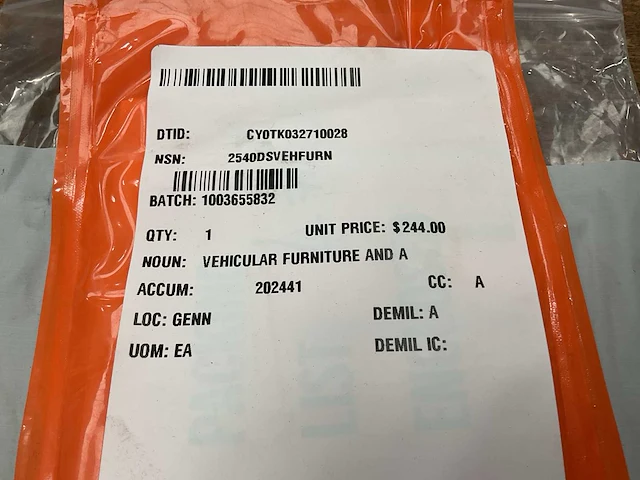 DTID: CY0TK032710028
NSN: 2540DSVEHFURN
BATCH: 1003655832
QTY: 1 UNIT PRICE: $244.00
NOUN: VEHICULAR FURNITURE AND A
ACCUM: 202441 CC: A
LOC: GENN DEMIL: A
UOM: EA DEMIL IC: